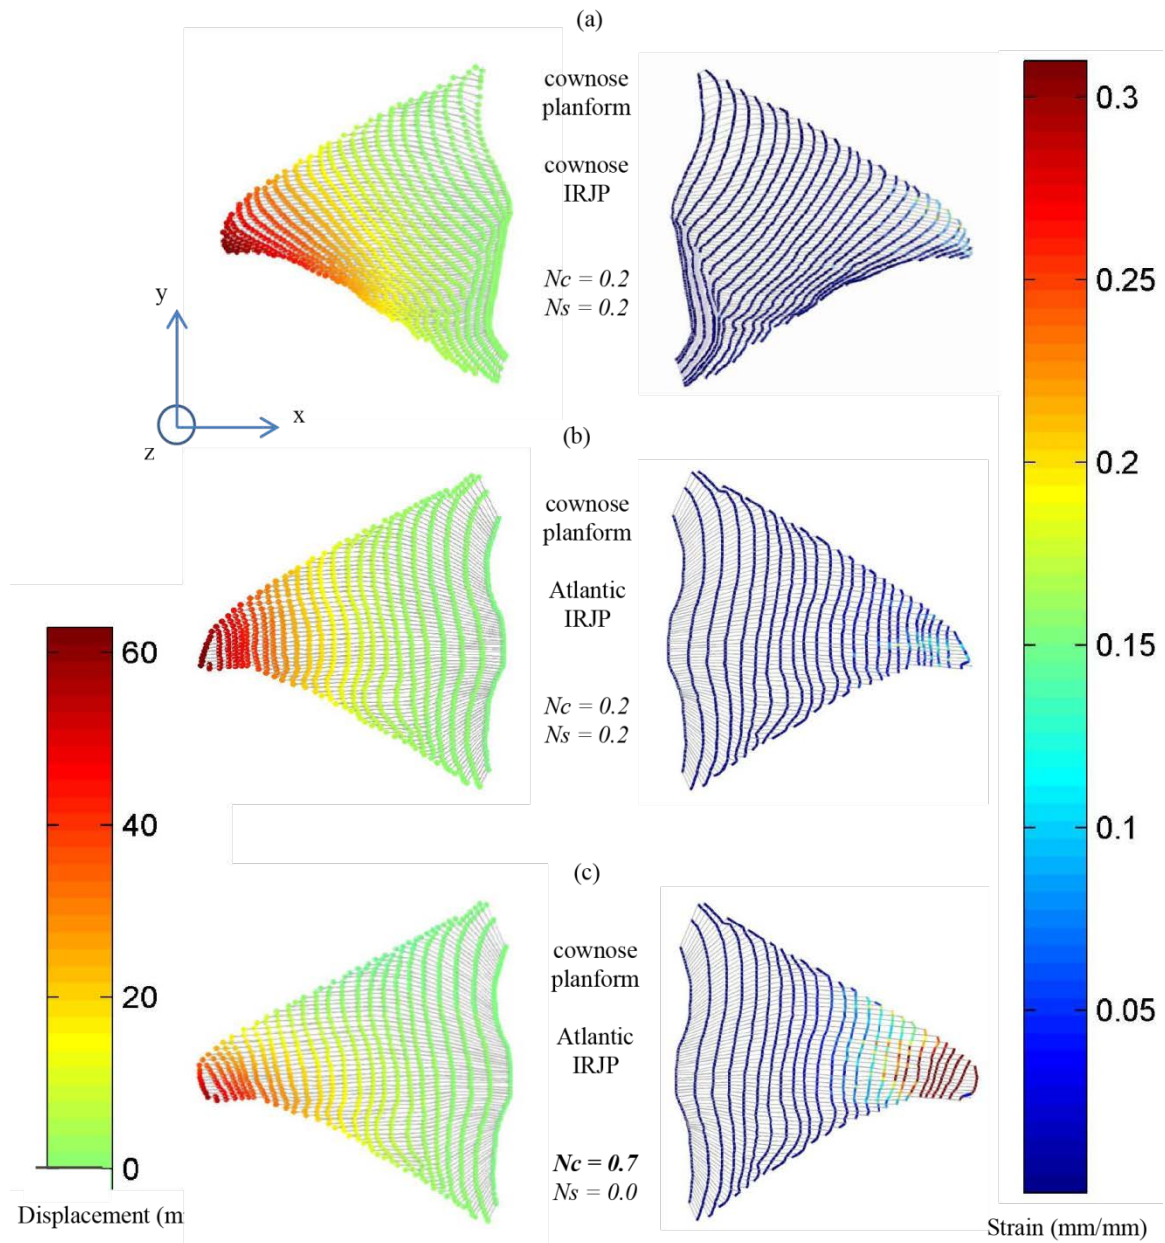 (a)
cownose
planform
cownose
IRJP
Nc = 0.2
Ns = 0.2
y
x
z
(b)
cownose
planform
Atlantic
IRJP
Nc = 0.2
Ns = 0.2
(c)
cownose
planform
Atlantic
IRJP
Nc = 0.7
Ns = 0.0
60
40
20
0
Displacement (m
0.3
0.25
0.2
0.15
0.1
0.05
Strain (mm/mm)